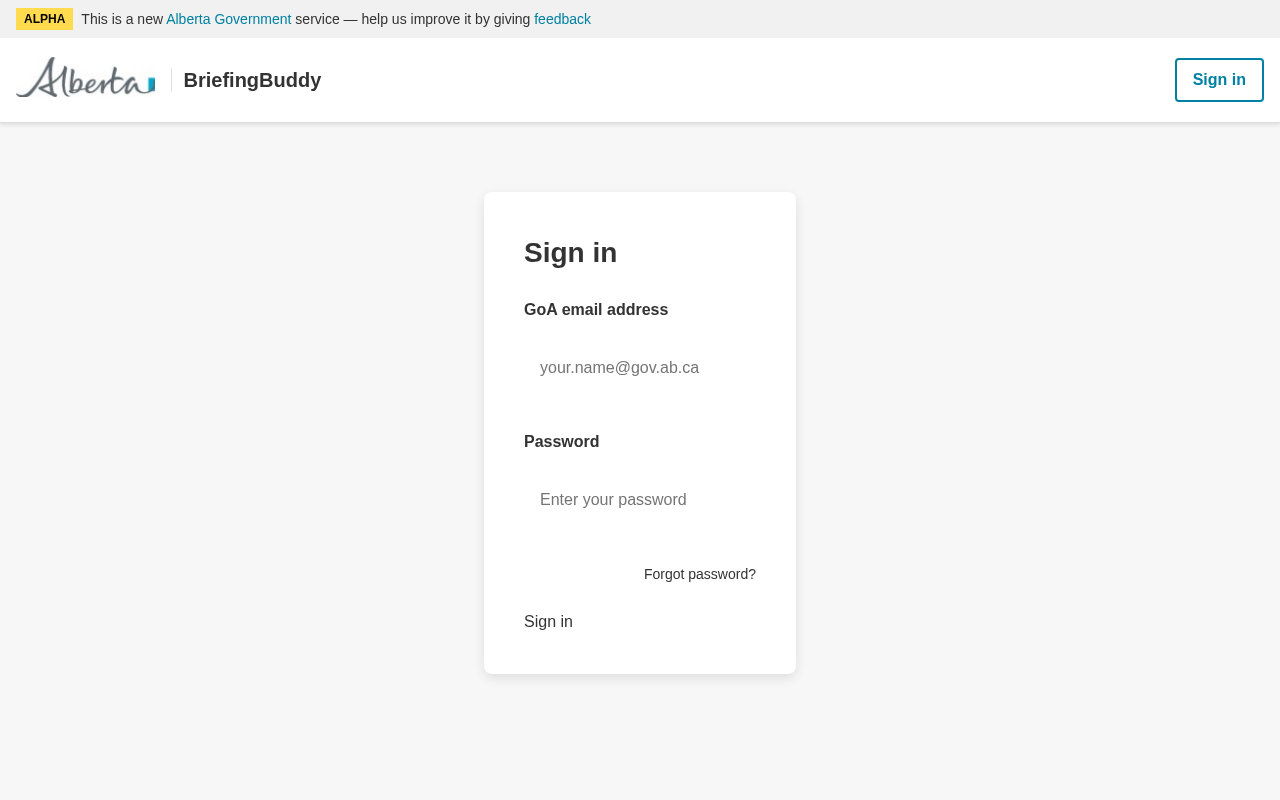 ALPHA This is a new Alberta Government service — help us improve it by giving feedback
Alberta BriefingBuddy Sign in
Sign in
GoA email address
your.name@gov.ab.ca
Password
Enter your password
Forgot password?
Sign in